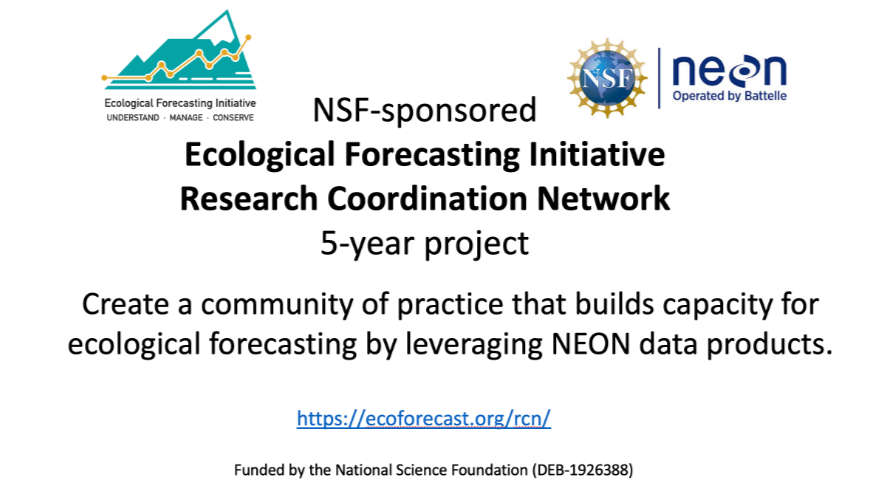 Ecological Forecasting Initiative
UNDERSTAND · MANAGE · CONSERVE
NSF
neon
Operated by Battelle
NSF-sponsored
Ecological Forecasting Initiative
Research Coordination Network
5-year project
Create a community of practice that builds capacity for
ecological forecasting by leveraging NEON data products.
https://ecoforecast.org/rcn/
Funded by the National Science Foundation (DEB-1926388)